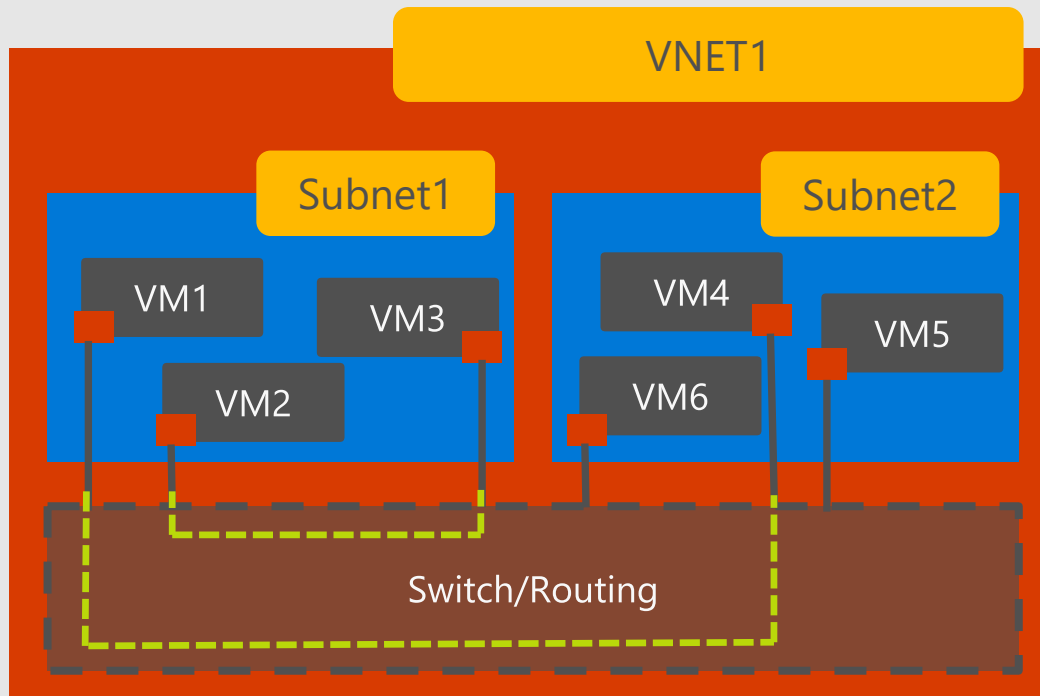 VNET1
Subnet1
Subnet2
VM1
VM3
VM2
VM4
VM5
VM6
Switch/Routing